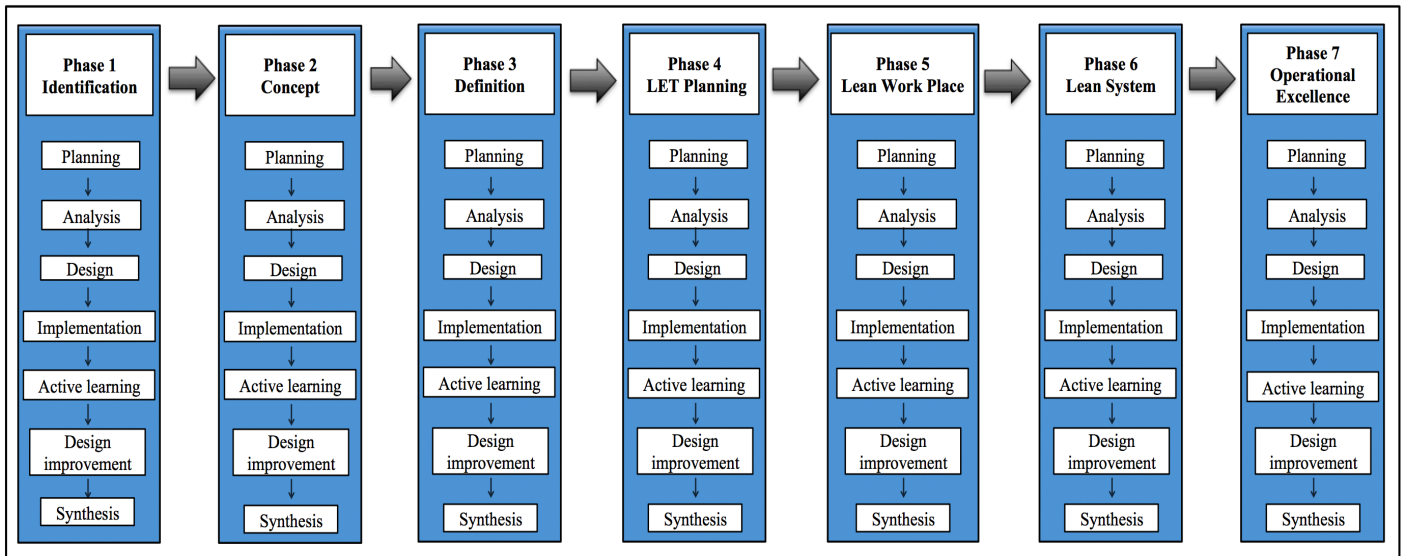 Phase 1
Identification
Planning
Analysis
Design
Implementation
Active learning
Design
improvement
Synthesis
Phase 2
Concept
Planning
Analysis
Design
Implementation
Active learning
Design
improvement
Synthesis
Phase 3
Definition
Planning
Analysis
Design
Implementation
Active learning
Design
improvement
Synthesis
Phase 4
LET Planning
Planning
Analysis
Design
Implementation
Active learning
Design
improvement
Synthesis
Phase 5
Lean Work Place
Planning
Analysis
Design
Implementation
Active learning
Design
improvement
Synthesis
Phase 6
Lean System
Planning
Analysis
Design
Implementation
Active learning
Design
improvement
Synthesis
Phase 7
Operational
Excellence
Planning
Analysis
Design
Implementation
Active learning
Design
improvement
Synthesis